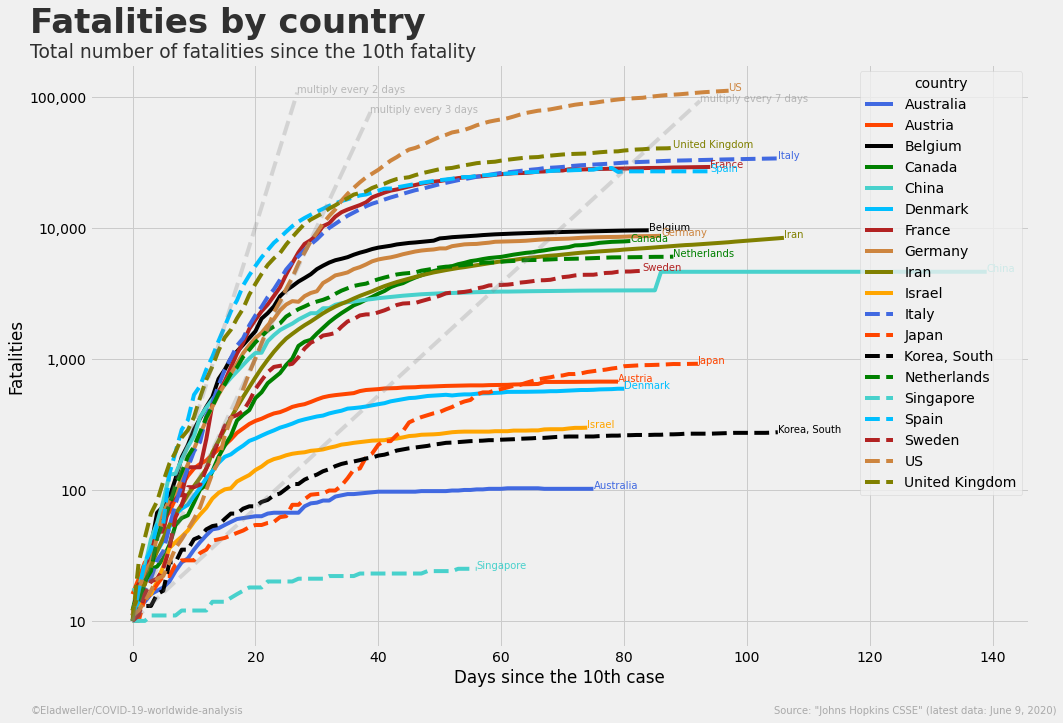 Fatalities by country
Total number of fatalities since the 10th fatality
multiply every 2 days
multiply every 3 days
multiply every 7 days
US
United Kingdom
Italy
France
Spain
Belgium
Germany
Canada
Iran
Netherlands
Sweden
China
Japan
Austria
Denmark
Israel
Korea, South
Australia
Singapore
country
Australia
Austria
Belgium
Canada
China
Denmark
France
Germany
Iran
Israel
Italy
Japan
Korea, South
Netherlands
Singapore
Spain
Sweden
US
United Kingdom
Fatalities
100,000
10,000
1,000
100
10
0
20
40
60
80
100
120
140
Days since the 10th case
©Eladweller/COVID-19-worldwide-analysis
Source: "Johns Hopkins CSSE" (latest data: June 9, 2020)